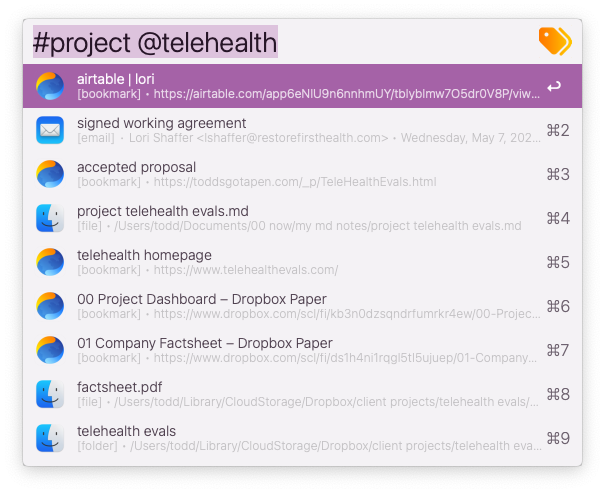 #project @telehealth
airtable | lori
[bookmark] • https://airtable.com/app6eNlU9n6nnhmUY/tblyblmw7O5dr0V8P/viw...
signed working agreement
[email] • Lori Shaffer <lshaffer@restorefirsthealth.com> • Wednesday, May 7, 202...
⌘2
accepted proposal
[bookmark] • https://toddsgotapen.com/_p/TeleHealthEvals.html
⌘3
project telehealth evals.md
[file] • /Users/todd/Documents/00 now/my md notes/project telehealth evals.md
⌘4
telehealth homepage
[bookmark] • https://www.telehealthevals.com/
⌘5
00 Project Dashboard – Dropbox Paper
[bookmark] • https://www.dropbox.com/scl/fi/kb3n0dzsqndrfumrkr4ew/00-Projec...
⌘6
01 Company Factsheet – Dropbox Paper
[bookmark] • https://www.dropbox.com/scl/fi/ds1h4ni1rqgl5tl5ujuep/01-Company...
⌘7
factsheet.pdf
[file] • /Users/todd/Library/CloudStorage/Dropbox/client projects/telehealth evals/...
⌘8
telehealth evals
[folder] • /Users/todd/Library/CloudStorage/Dropbox/client projects/telehealth eva...
⌘9